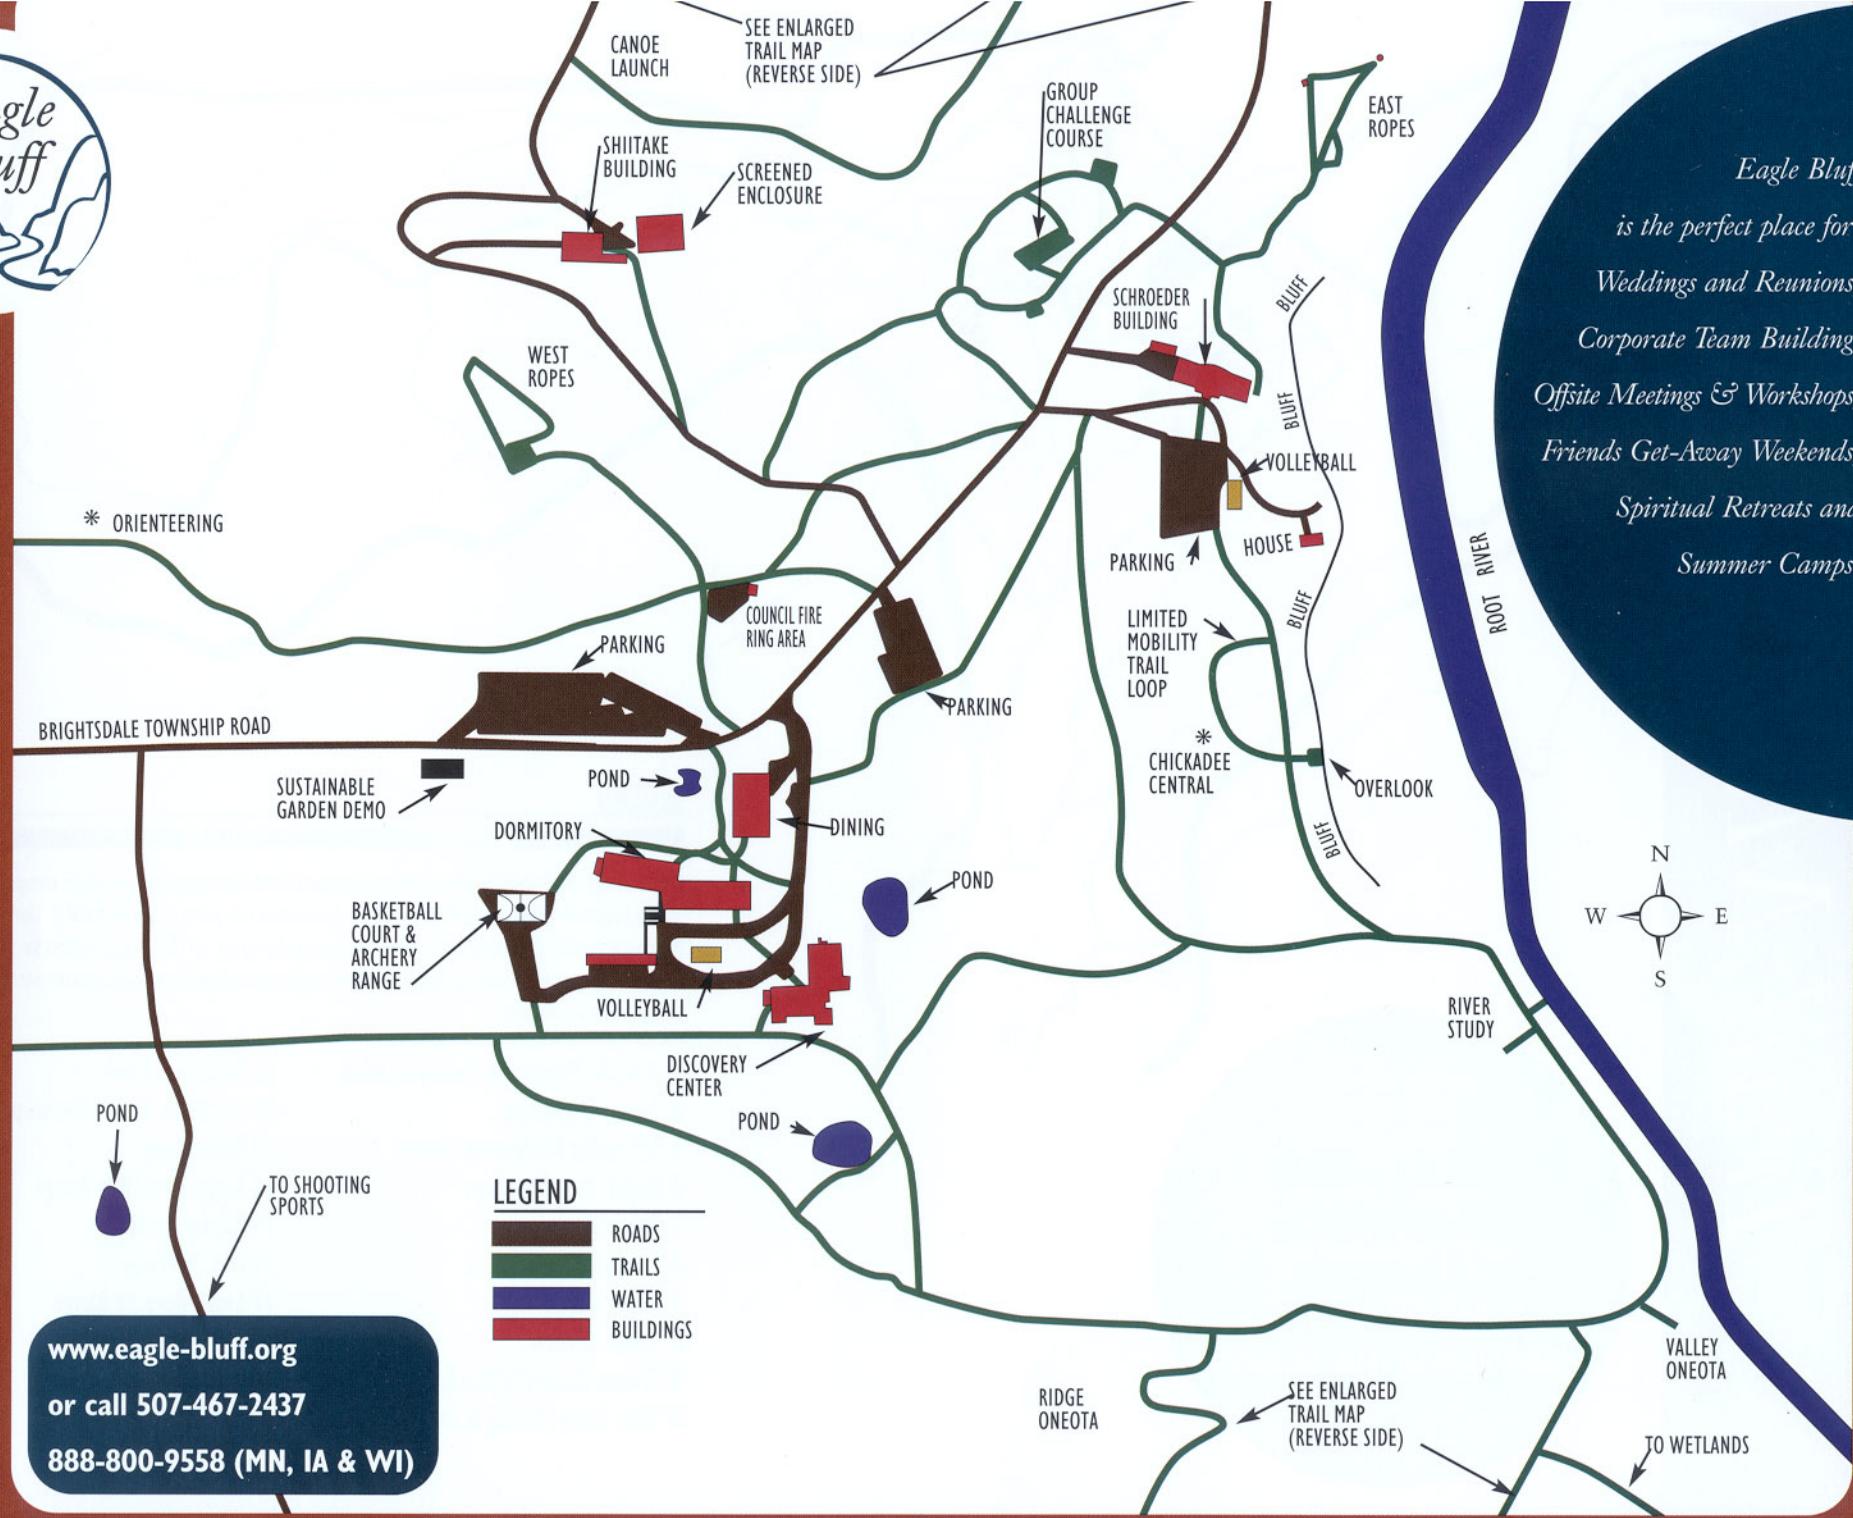 SEE ENLARGED
TRAIL MAP
(REVERSE SIDE)
CANOE
LAUNCH
GROUP
CHALLENGE
COURSE
EAST
ROPES
SHIITAKE
BUILDING
SCREENED
ENCLOSURE
gle
uff
Eagle Bluf
is the perfect place for
Weddings and Reunions
Corporate Team Building
Offsite Meetings & Workshops
Friends Get-Away Weekends
Spiritual Retreats and
Summer Camps
SCHROEDER
BUILDING
BLUFF
WEST
ROPES
BLUFF
VOLLEYBALL
ORIENTEERING
HOUSE
PARKING
ROOT RIVER
COUNCIL FIRE
RING AREA
BLUFF
LIMITED
MOBILITY
TRAIL
LOOP
PARKING
PARKING
BRIGHTSDALE TOWNSHIP ROAD
CHICKADEE
CENTRAL
OVERLOOK
SUSTAINABLE
GARDEN DEMO
POND
DORMITORY
DINING
BLUFF
POND
N
W E
S
BASKETBALL
COURT &
ARCHERY
RANGE
VOLLEYBALL
RIVER
STUDY
DISCOVERY
CENTER
POND
POND
TO SHOOTING
SPORTS
LEGEND
ROADS
TRAILS
WATER
BUILDINGS
www.eagle-bluff.org
or call 507-467-2437
888-800-9558 (MN, IA & WI)
VALLEY
ONEOTA
RIDGE
ONEOTA
SEE ENLARGED
TRAIL MAP
(REVERSE SIDE)
TO WETLANDS